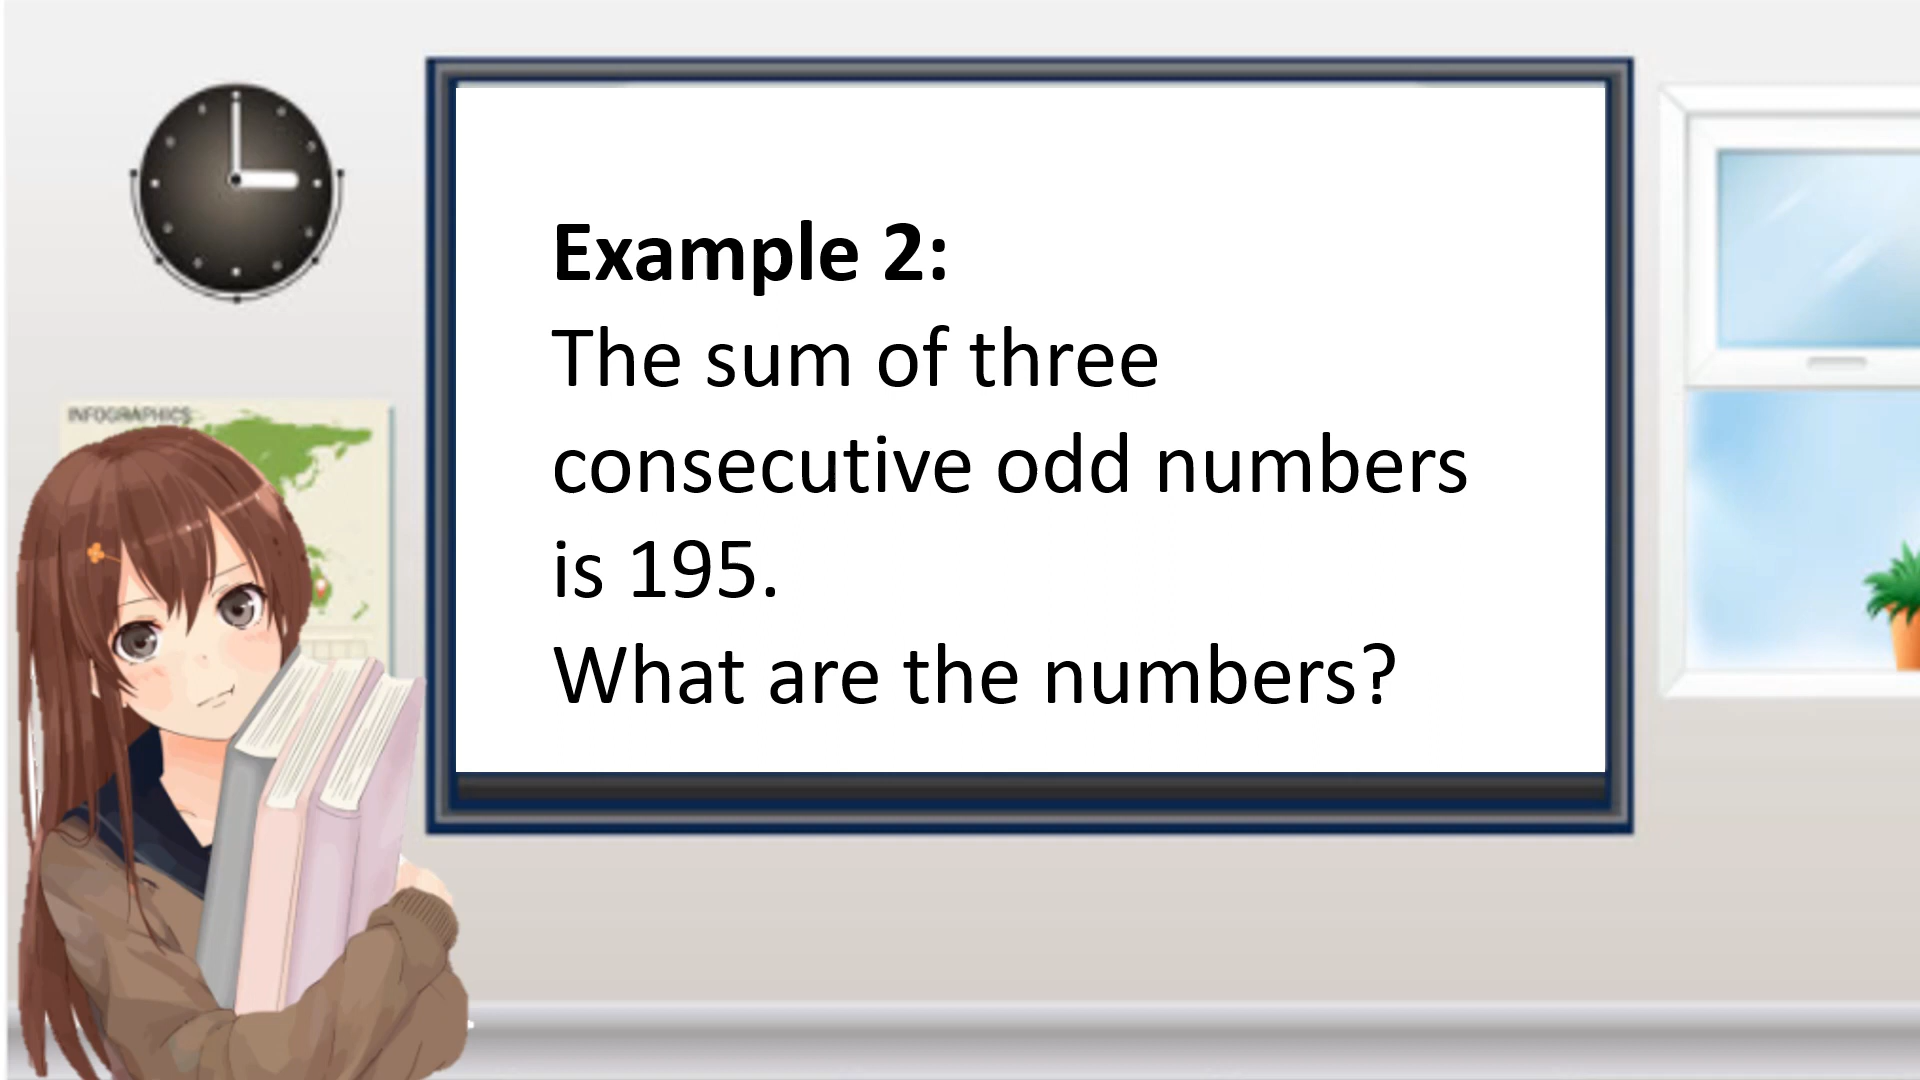 INFOGRAPHICS
Example 2:
The sum of three
consecutive odd numbers
is 195.
What are the numbers?